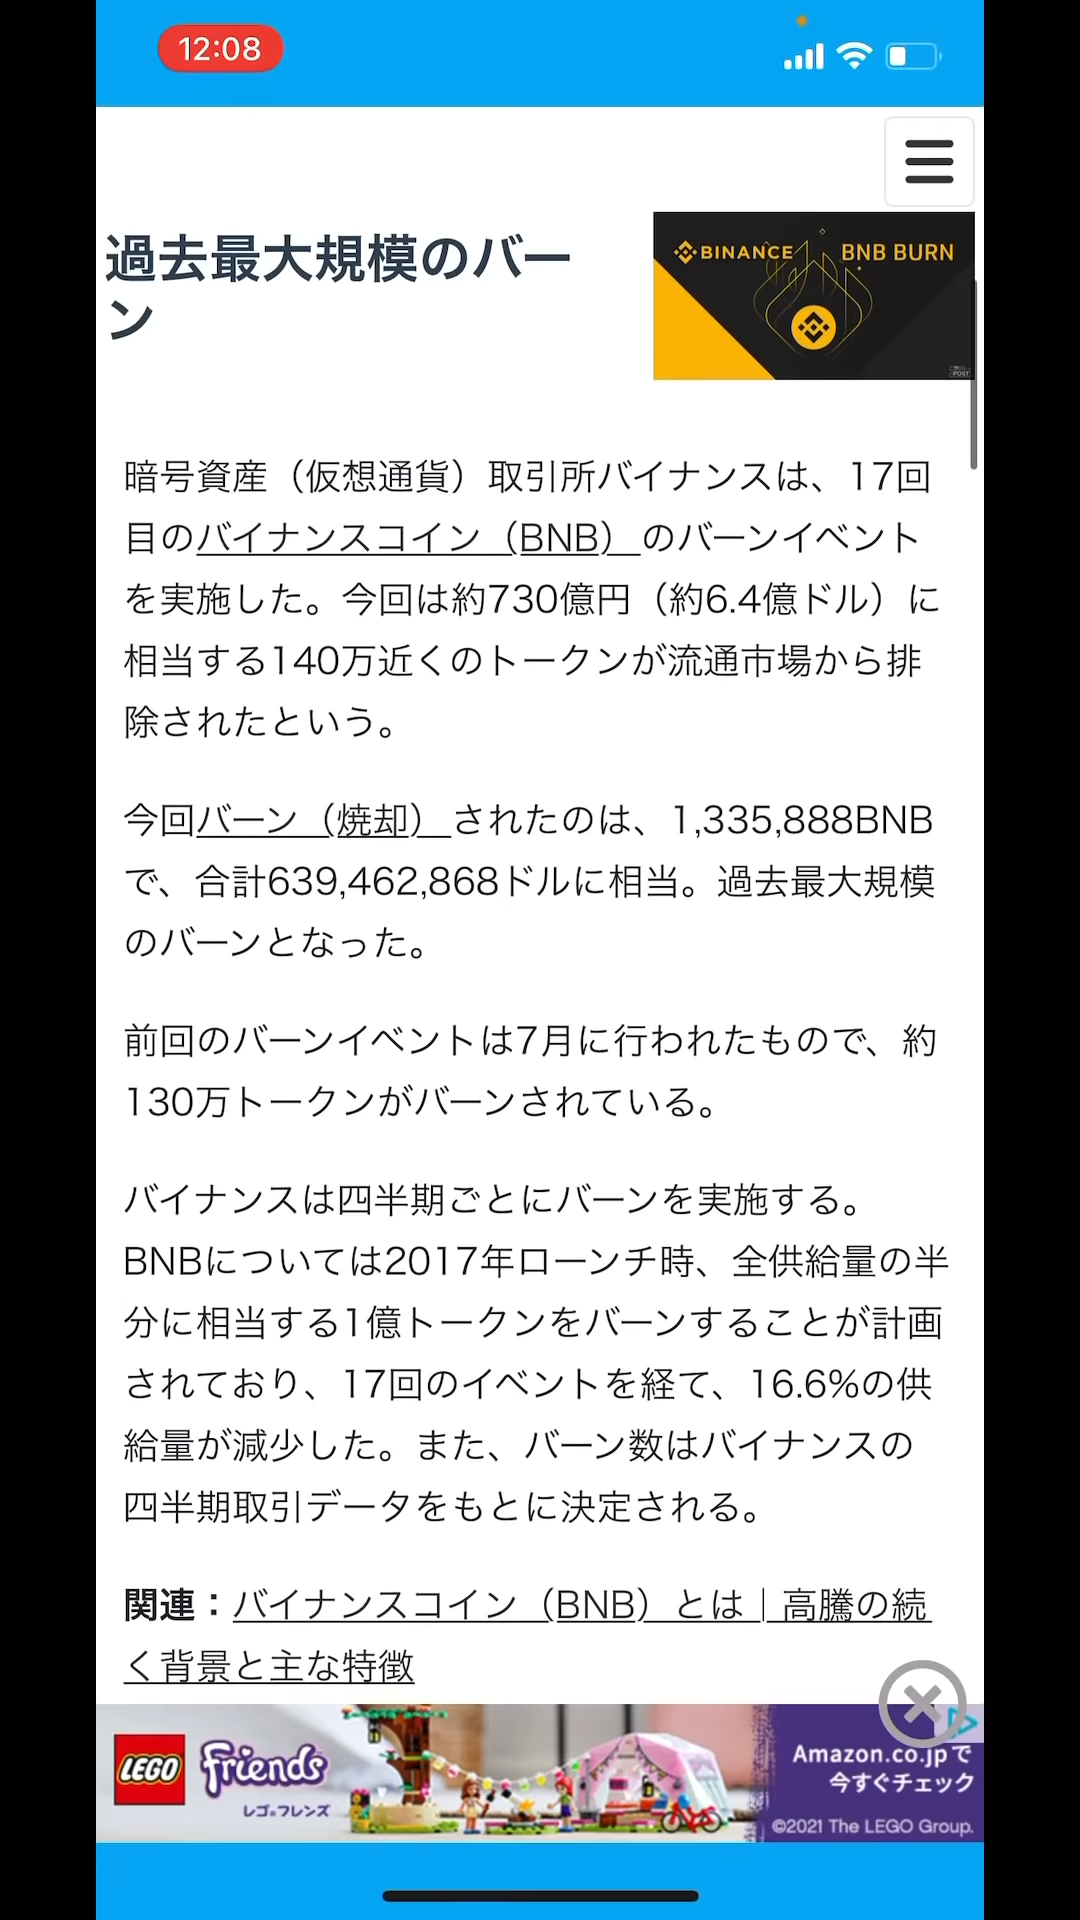 12:08
過去最大規模のバー
ン
BINANCE
BNB BURN
暗号資産（仮想通貨）取引所バイナンスは、17回
目のバイナンスコイン（BNB）のバーンイベント
を実施した。今回は約730億円（約6.4億ドル）に
相当する140万近くのトークンが流通市場から排
除されたという。
今回バーン（焼却）されたのは、1,335,888BNB
で、合計639,462,868ドルに相当。過去最大規模
のバーンとなった。
前回のバーンイベントは7月に行われたもので、約
130万トークンがバーンされている。
バイナンスは四半期ごとにバーンを実施する。
BNBについては2017年ローンチ時、全供給量の半
分に相当する1億トークンをバーンすることが計画
されており、17回のイベントを経て、16.6%の供
給量が減少した。また、バーン数はバイナンスの
四半期取引データをもとに決定される。
関連：バイナンスコイン（BNB）とは｜高騰の続
く背景と主な特徴
LEGO Friends
レゴ®フレンズ
Amazon.co.jpで
今すぐチェック
©2021 The LEGO Group.